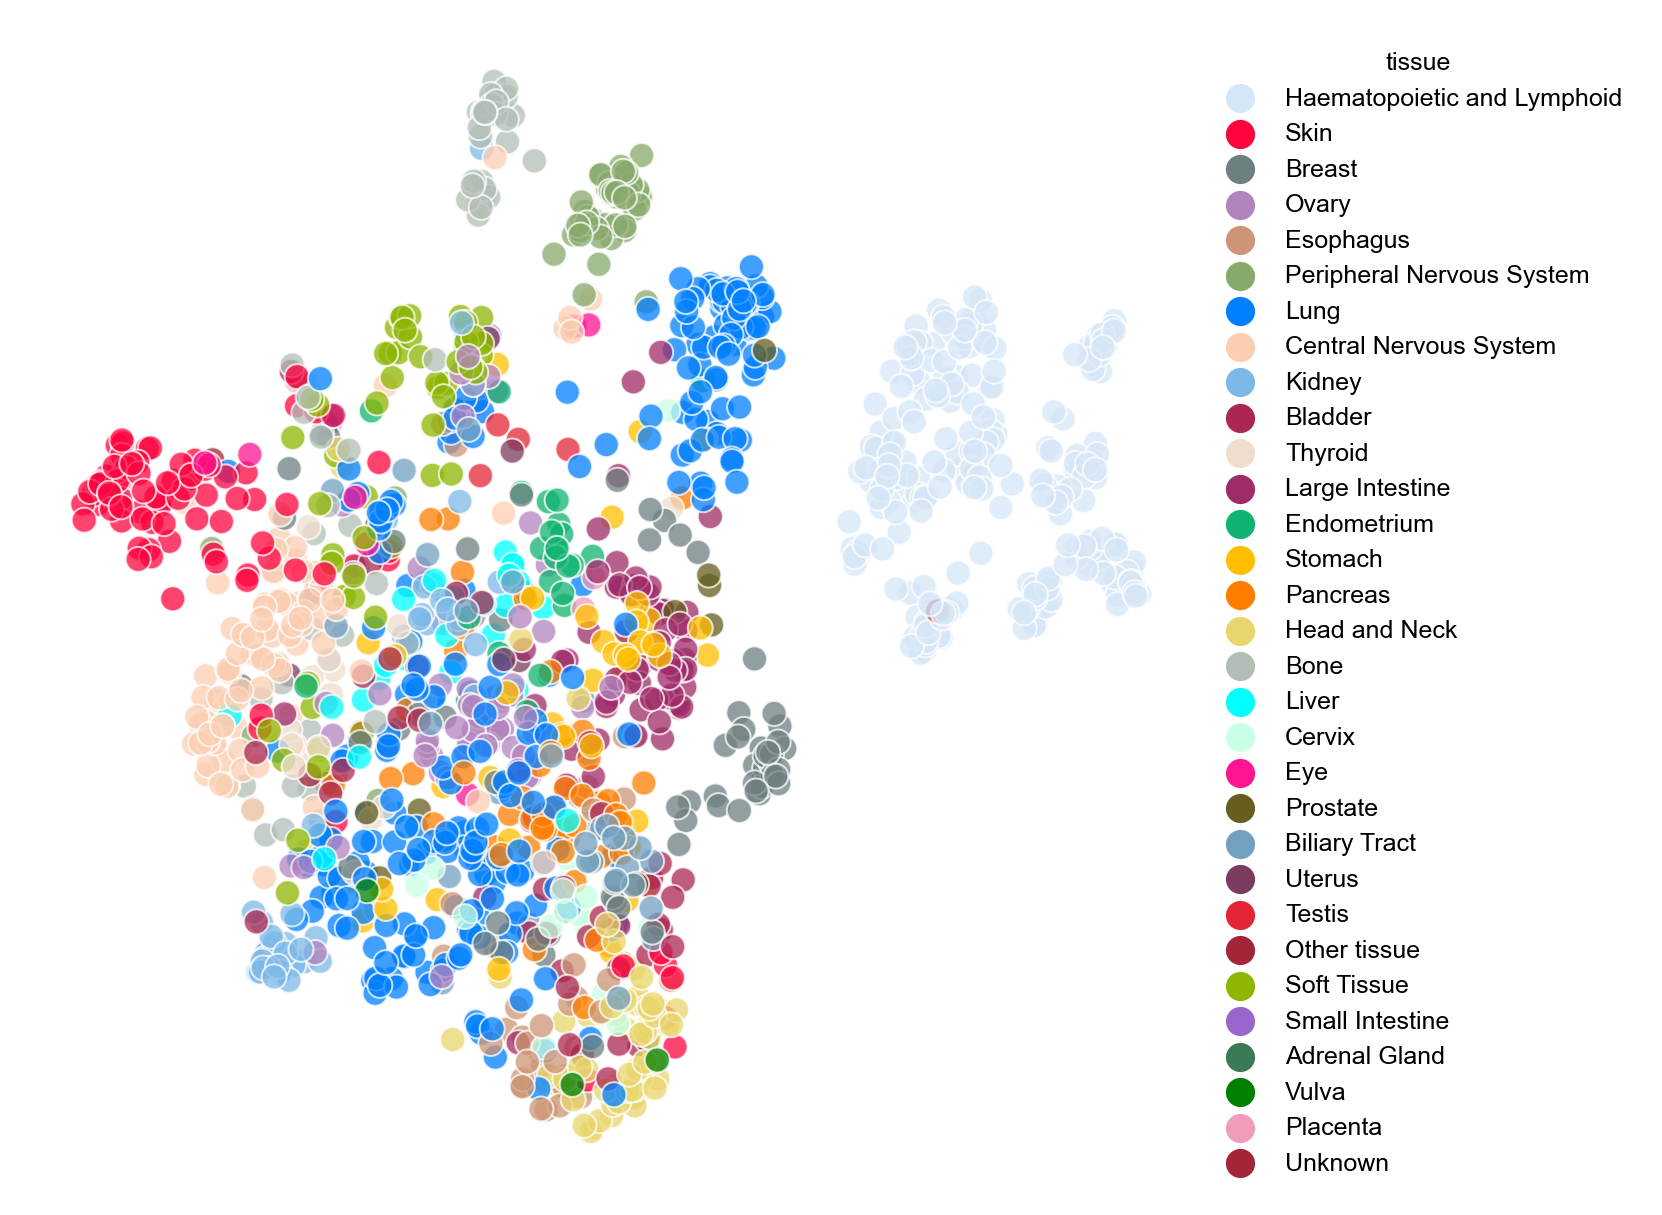 tissue
Haematopoietic and Lymphoid
Skin
Breast
Ovary
Esophagus
Peripheral Nervous System
Lung
Central Nervous System
Kidney
Bladder
Thyroid
Large Intestine
Endometrium
Stomach
Pancreas
Head and Neck
Bone
Liver
Cervix
Eye
Prostate
Biliary Tract
Uterus
Testis
Other tissue
Soft Tissue
Small Intestine
Adrenal Gland
Vulva
Placenta
Unknown